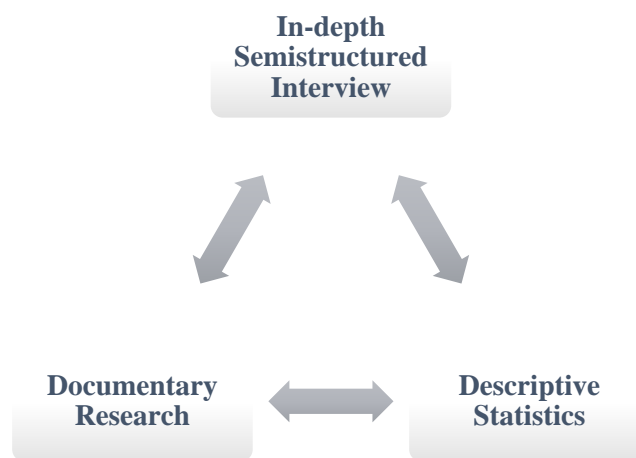 In-depth
Semistructured
Interview
Documentary
Research
Descriptive
Statistics